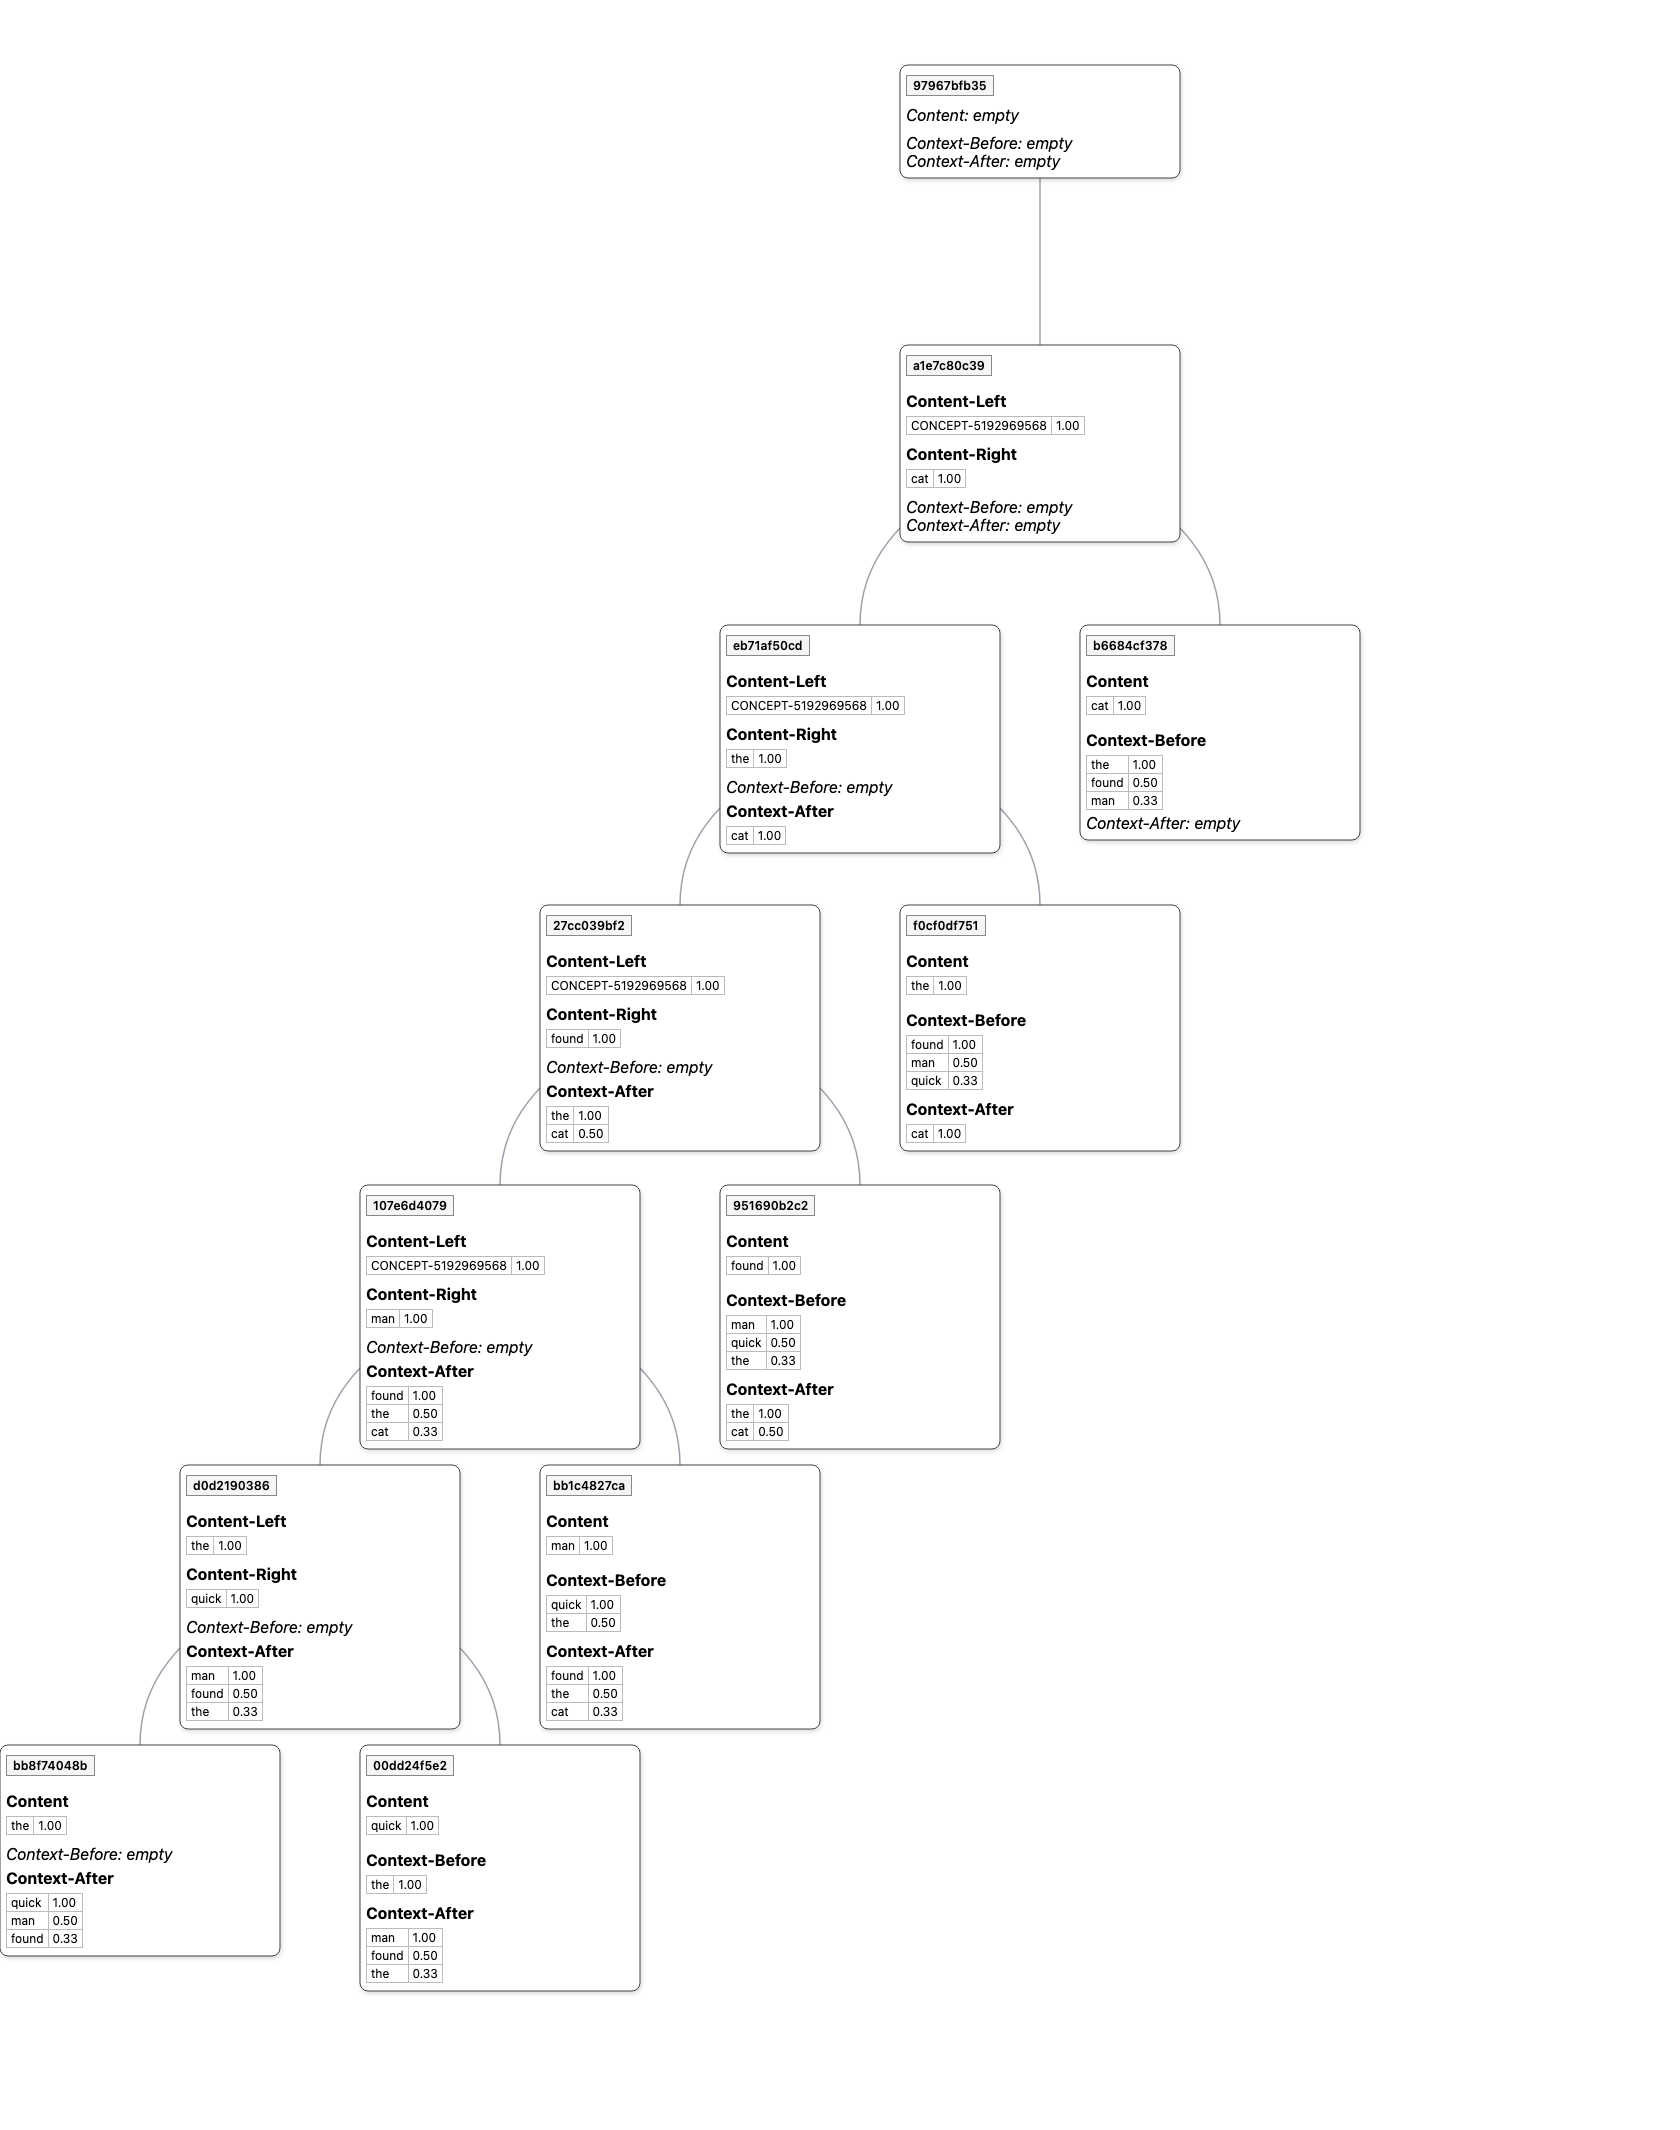 97967bfb35
Content: empty
Context-Before: empty
Context-After: empty
a1e7c80c39
Content-Left
CONCEPT-5192969568 1.00
Content-Right
cat 1.00
Context-Before: empty
Context-After: empty
eb71af50cd
Content-Left
CONCEPT-5192969568 1.00
Content-Right
the 1.00
Context-Before: empty
Context-After
cat 1.00
b6684cf378
Content
cat 1.00
Context-Before
the 1.00
found 0.50
man 0.33
Context-After: empty
27cc039bf2
Content-Left
CONCEPT-5192969568 1.00
Content-Right
found 1.00
Context-Before: empty
Context-After
the 1.00
cat 0.50
f0cf0df751
Content
the 1.00
Context-Before
found 1.00
man 0.50
quick 0.33
Context-After
cat 1.00
107e6d4079
Content-Left
CONCEPT-5192969568 1.00
Content-Right
man 1.00
Context-Before: empty
Context-After
found 1.00
the 0.50
cat 0.33
951690b2c2
Content
found 1.00
Context-Before
man 1.00
quick 0.50
the 0.33
Context-After
the 1.00
cat 0.50
d0d2190386
Content-Left
the 1.00
Content-Right
quick 1.00
Context-Before: empty
Context-After
man 1.00
found 0.50
the 0.33
bb1c4827ca
Content
man 1.00
Context-Before
quick 1.00
the 0.50
Context-After
found 1.00
the 0.50
cat 0.33
bb8f74048b
Content
the 1.00
Context-Before: empty
Context-After
quick 1.00
man 0.50
found 0.33
00dd24f5e2
Content
quick 1.00
Context-Before
the 1.00
Context-After
man 1.00
found 0.50
the 0.33